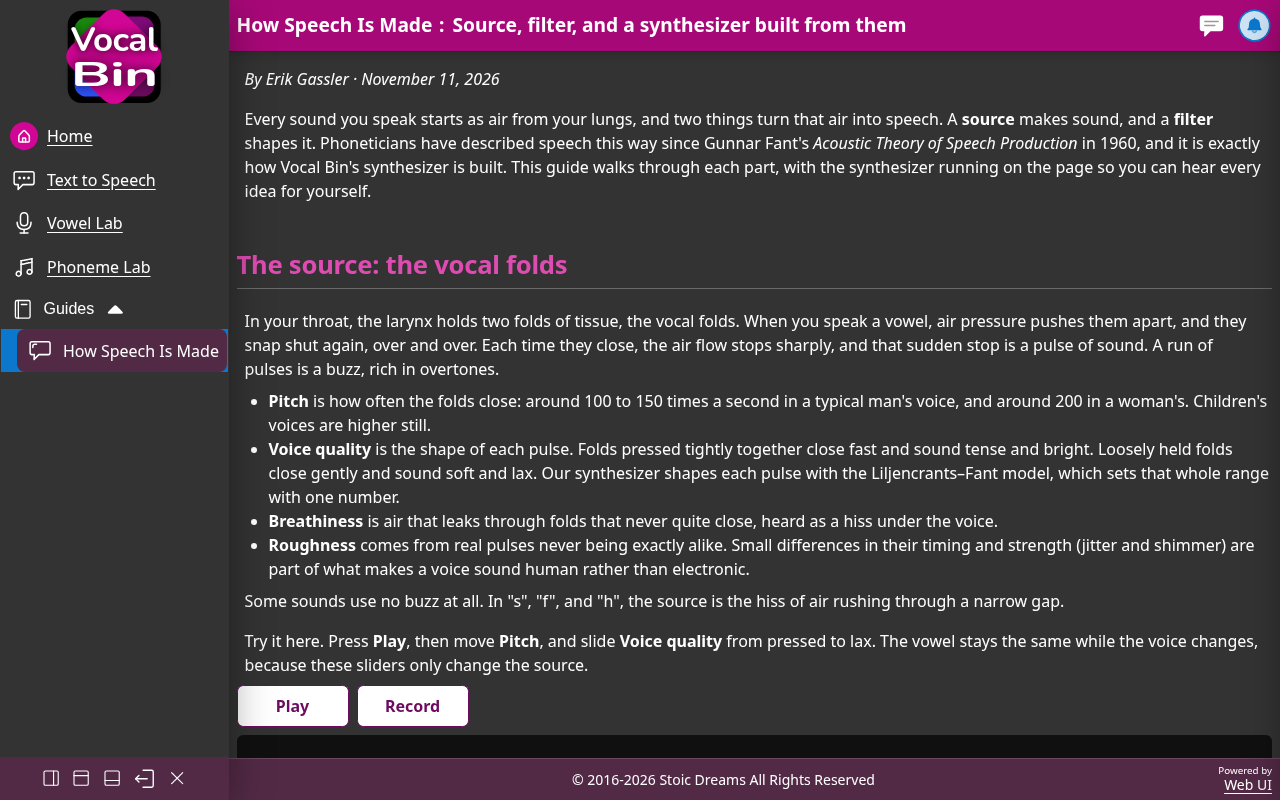 Vocal
Bin
Home
Text to Speech
Vowel Lab
Phoneme Lab
Guides
How Speech Is Made
How Speech Is Made : Source, filter, and a synthesizer built from them
By Erik Gassler · November 11, 2026
Every sound you speak starts as air from your lungs, and two things turn that air into speech. A source makes sound, and a filter
shapes it. Phoneticians have described speech this way since Gunnar Fant's Acoustic Theory of Speech Production in 1960, and it is exactly
how Vocal Bin's synthesizer is built. This guide walks through each part, with the synthesizer running on the page so you can hear every
idea for yourself.
The source: the vocal folds
In your throat, the larynx holds two folds of tissue, the vocal folds. When you speak a vowel, air pressure pushes them apart, and they
snap shut again, over and over. Each time they close, the air flow stops sharply, and that sudden stop is a pulse of sound. A run of
pulses is a buzz, rich in overtones.
• Pitch is how often the folds close: around 100 to 150 times a second in a typical man's voice, and around 200 in a woman's. Children's
voices are higher still.
• Voice quality is the shape of each pulse. Folds pressed tightly together close fast and sound tense and bright. Loosely held folds
close gently and sound soft and lax. Our synthesizer shapes each pulse with the Liljencrants–Fant model, which sets that whole range
with one number.
• Breathiness is air that leaks through folds that never quite close, heard as a hiss under the voice.
• Roughness comes from real pulses never being exactly alike. Small differences in their timing and strength (jitter and shimmer) are
part of what makes a voice sound human rather than electronic.
Some sounds use no buzz at all. In "s", "f", and "h", the source is the hiss of air rushing through a narrow gap.
Try it here. Press Play, then move Pitch, and slide Voice quality from pressed to lax. The vowel stays the same while the voice changes,
because these sliders only change the source.
Play
Record
© 2016-2026 Stoic Dreams All Rights Reserved
Powered by
Web UI